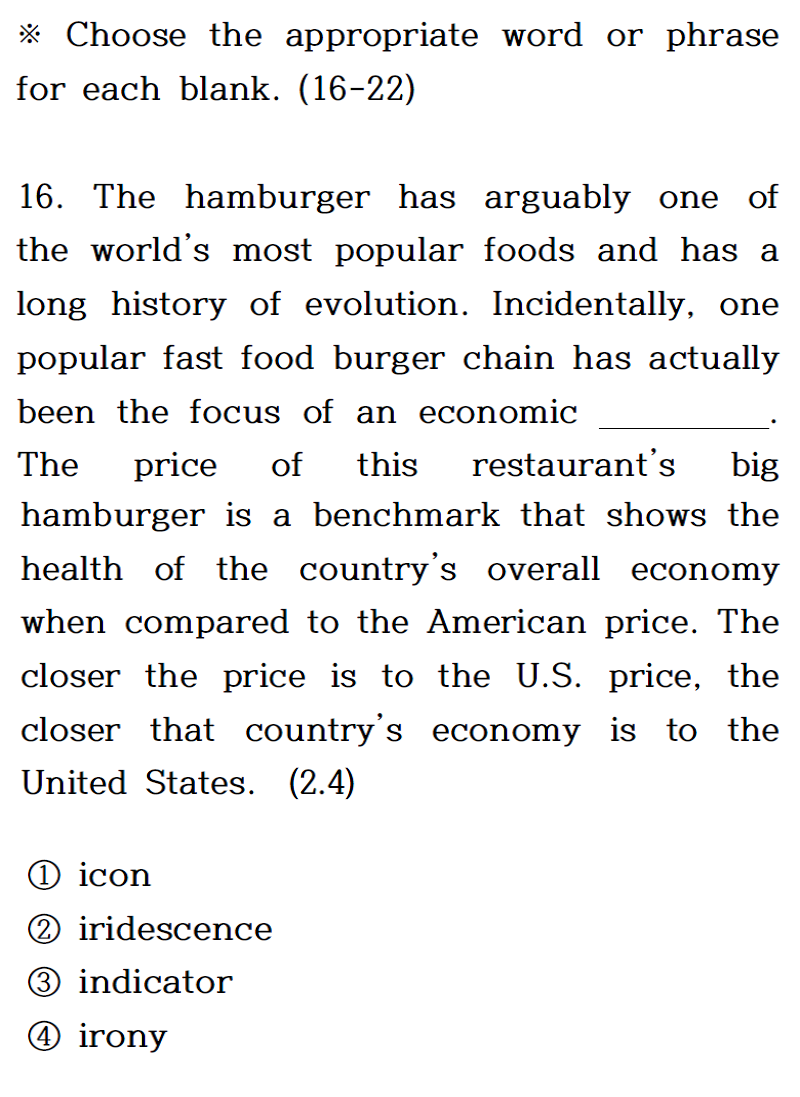 ※ Choose the appropriate word or phrase
for each blank. (16-22)
16. The hamburger has arguably one of
the world's most popular foods and has a
long history of evolution. Incidentally, one
popular fast food burger chain has actually
been the focus of an economic __________.
The price of this restaurant's big
hamburger is a benchmark that shows the
health of the country's overall economy
when compared to the American price. The
closer the price is to the U.S. price, the
closer that country's economy is to the
United States. (2.4)
① icon
② iridescence
③ indicator
④ irony